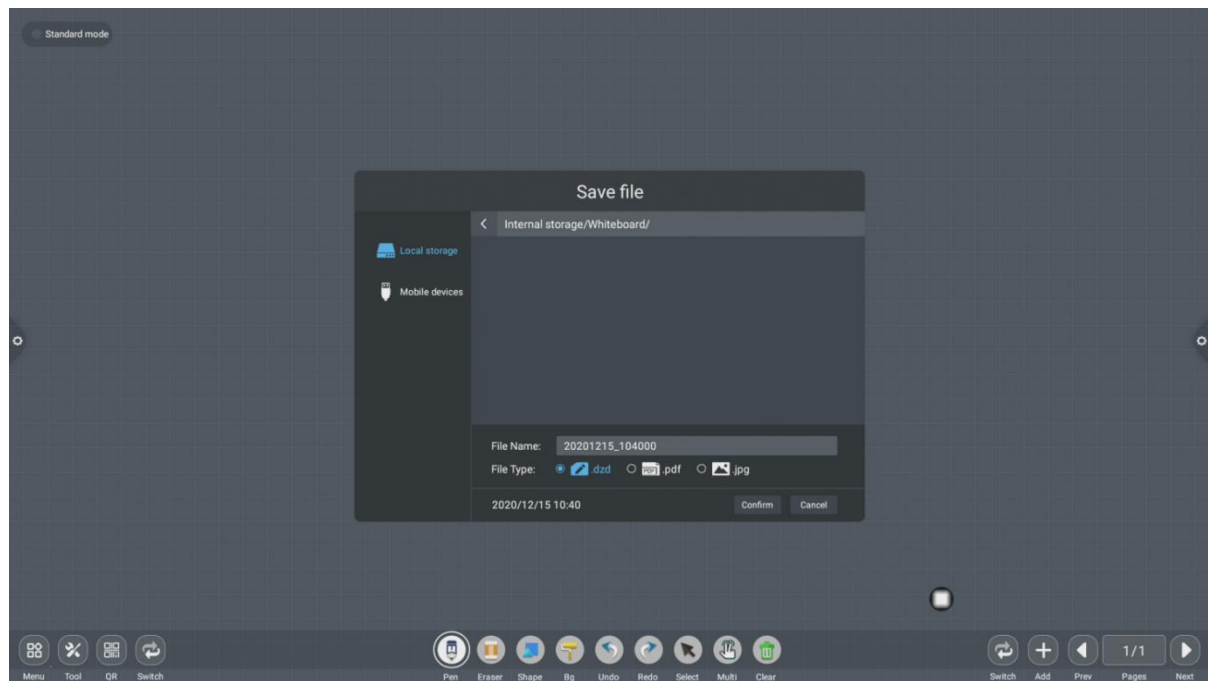 Standard mode
Save file
Internal storage/Whiteboard/
Local storage
Mobile devices
File Name: 20201215_104000
File Type: .dzd PDF .pdf .jpg
2020/12/15 10:40 Confirm Cancel
1/1
Menu Tool QR Switch Pen Eraser Shape Bg Undo Redo Select Multi Clear Switch Add Prev Pages Next